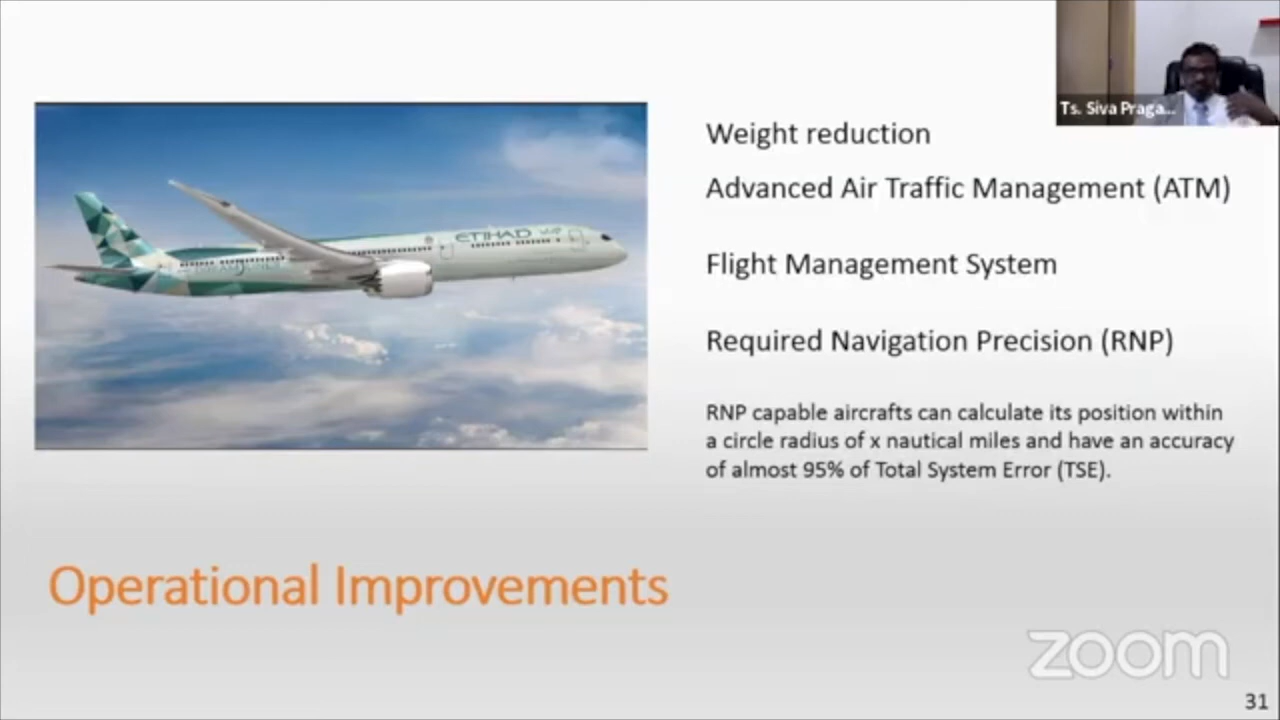 Ts. Siva Praga...
Weight reduction
Advanced Air Traffic Management (ATM)
Flight Management System
Required Navigation Precision (RNP)
RNP capable aircrafts can calculate its position within
a circle radius of x nautical miles and have an accuracy
of almost 95% of Total System Error (TSE).
ETIHAD
Operational Improvements
zoom
31